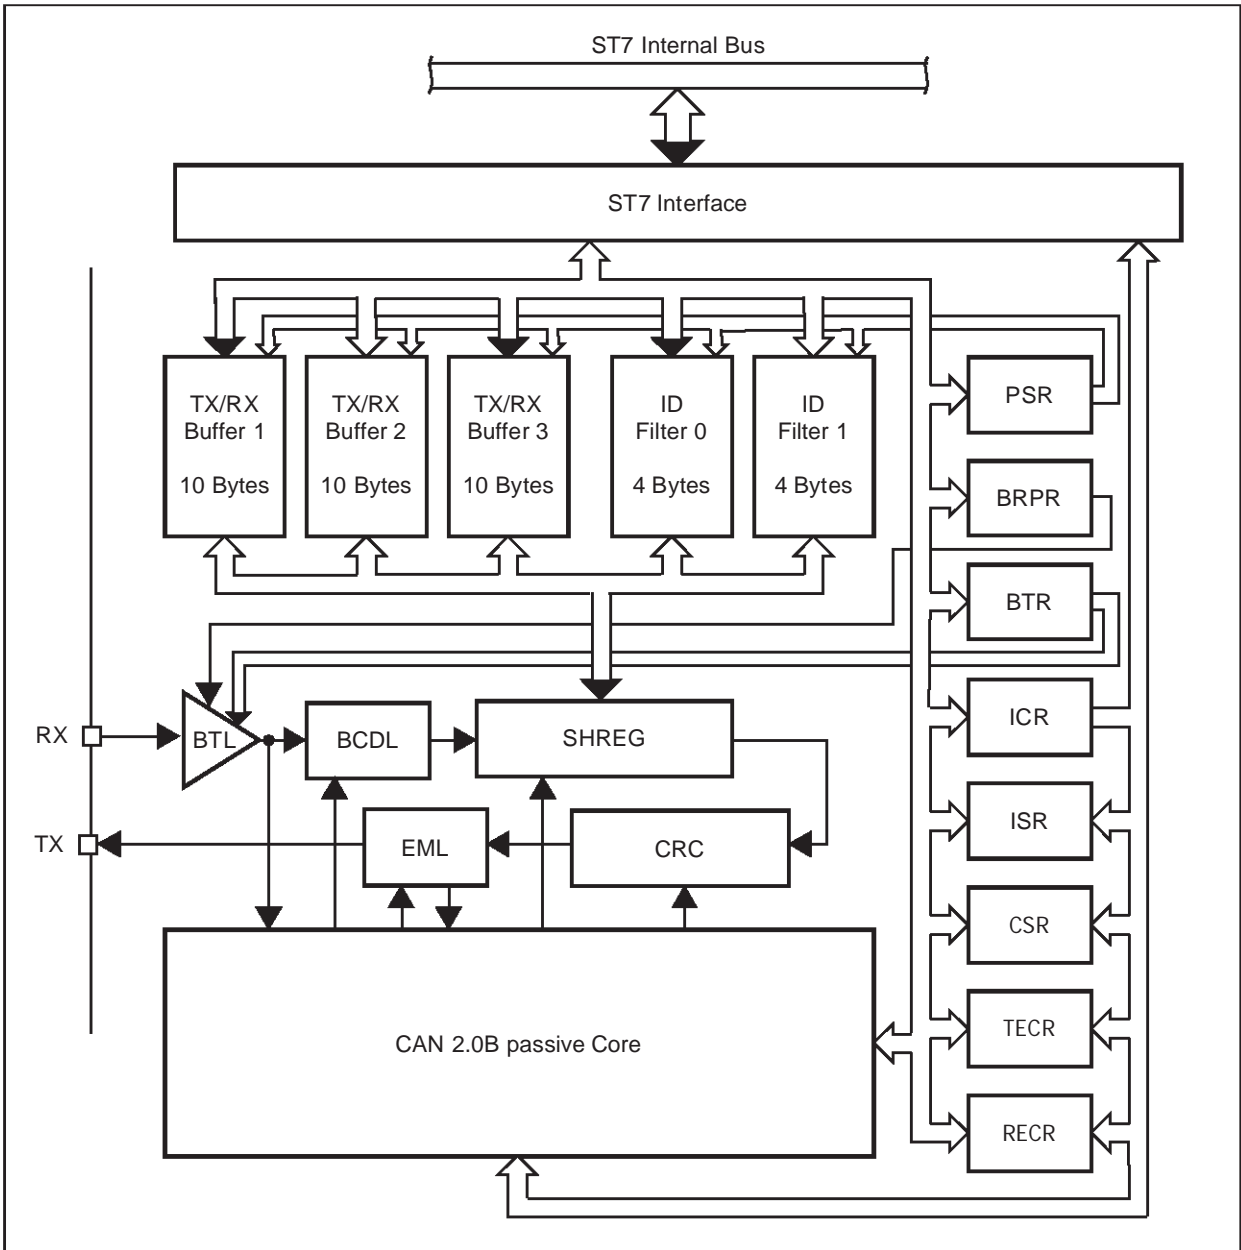 ST7 Internal Bus
ST7 Interface
TX/RX
Buffer 1
10 Bytes
TX/RX
Buffer 2
10 Bytes
TX/RX
Buffer 3
10 Bytes
ID
Filter 0
4 Bytes
ID
Filter 1
4 Bytes
PSR
BRPR
BTR
ICR
ISR
CSR
TECR
RECR
RX
BTL
BCDL
SHREG
TX
EML
CRC
CAN 2.0B passive Core